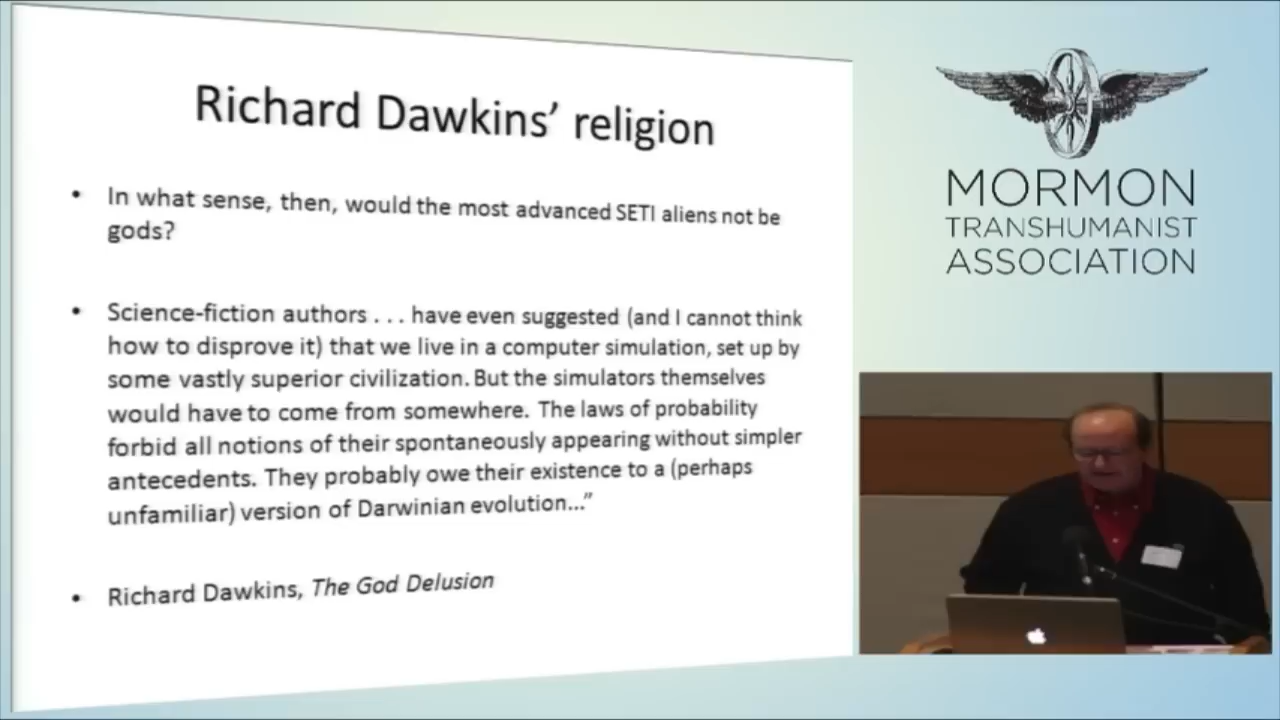 Richard Dawkins’ religion
• In what sense, then, would the most advanced SETI aliens not be
gods?
• Science-fiction authors . . . have even suggested (and I cannot think
how to disprove it) that we live in a computer simulation, set up by
some vastly superior civilization. But the simulators themselves
would have to come from somewhere. The laws of probability
forbid all notions of their spontaneously appearing without simpler
antecedents. They probably owe their existence to a (perhaps
unfamiliar) version of Darwinian evolution...”
• Richard Dawkins, The God Delusion
MORMON
TRANSHUMANIST
ASSOCIATION